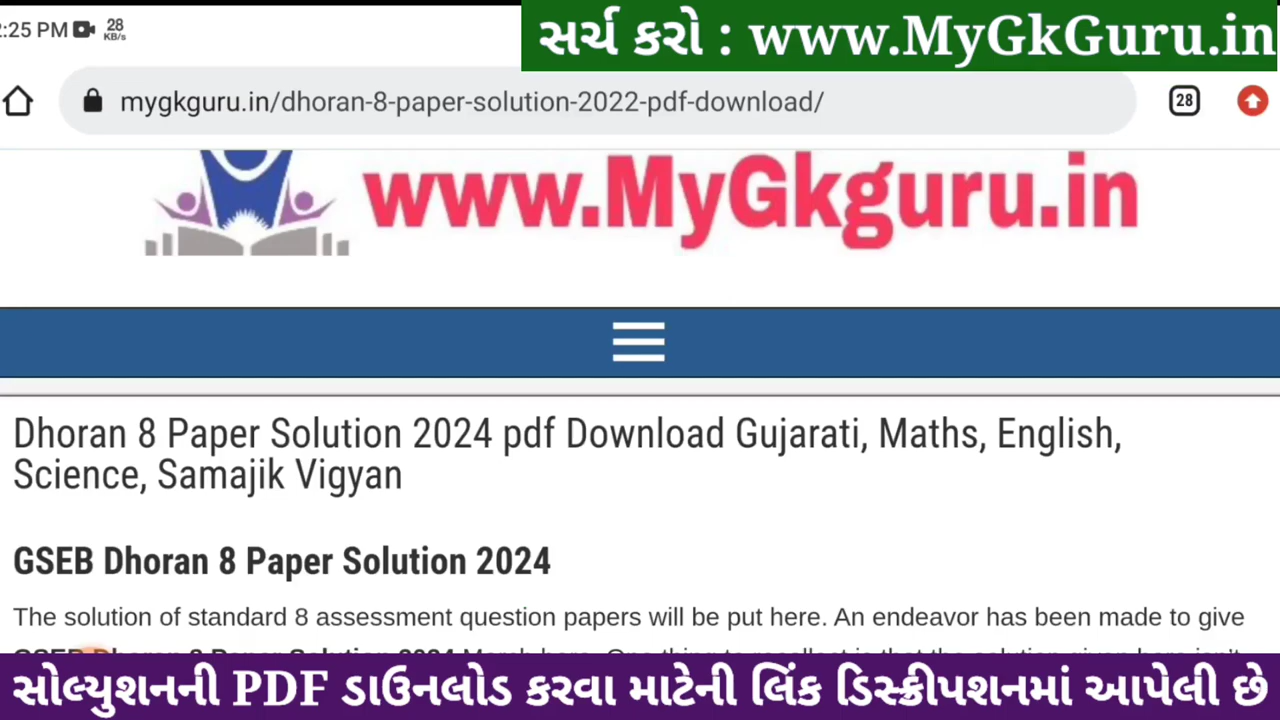 :25 PM 28 KB/s
સર્ચ કરો : www.MyGkGuru.in
mygkguru.in/dhoran-8-paper-solution-2022-pdf-download/ 28
www.MyGkguru.in
Dhoran 8 Paper Solution 2024 pdf Download Gujarati, Maths, English,
Science, Samajik Vigyan
GSEB Dhoran 8 Paper Solution 2024
The solution of standard 8 assessment question papers will be put here. An endeavor has been made to give
સોલ્યુશનની PDF ડાઉનલોડ કરવા માટેની લિંક ડિસ્ક્રીપશનમાં આપેલી છે